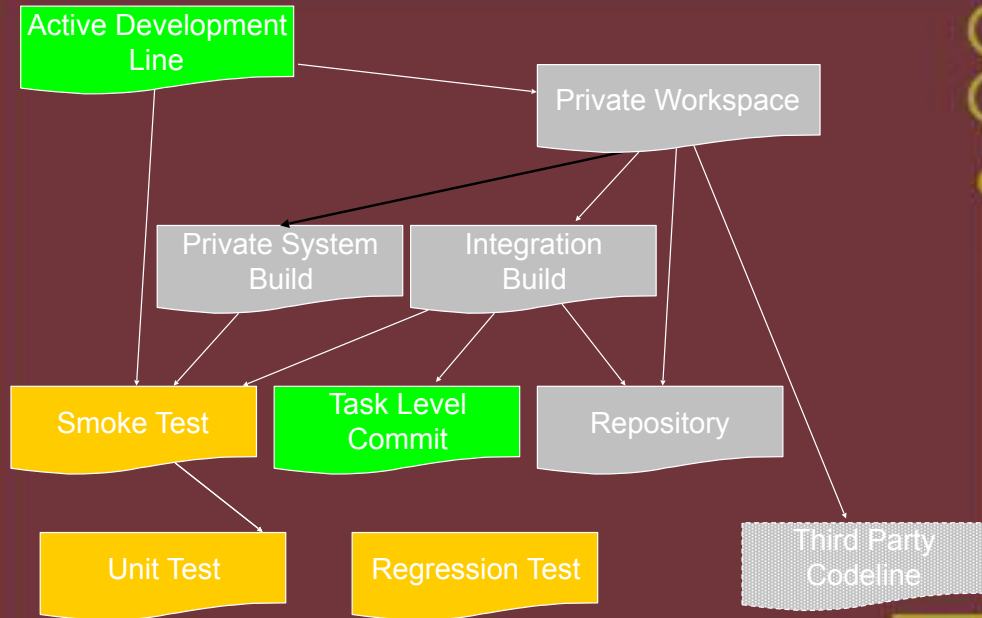 Active Development
Line
Private Workspace
Private System
Build
Integration
Build
Smoke Test
Task Level
Commit
Repository
Unit Test
Regression Test
Third Party
Codeline